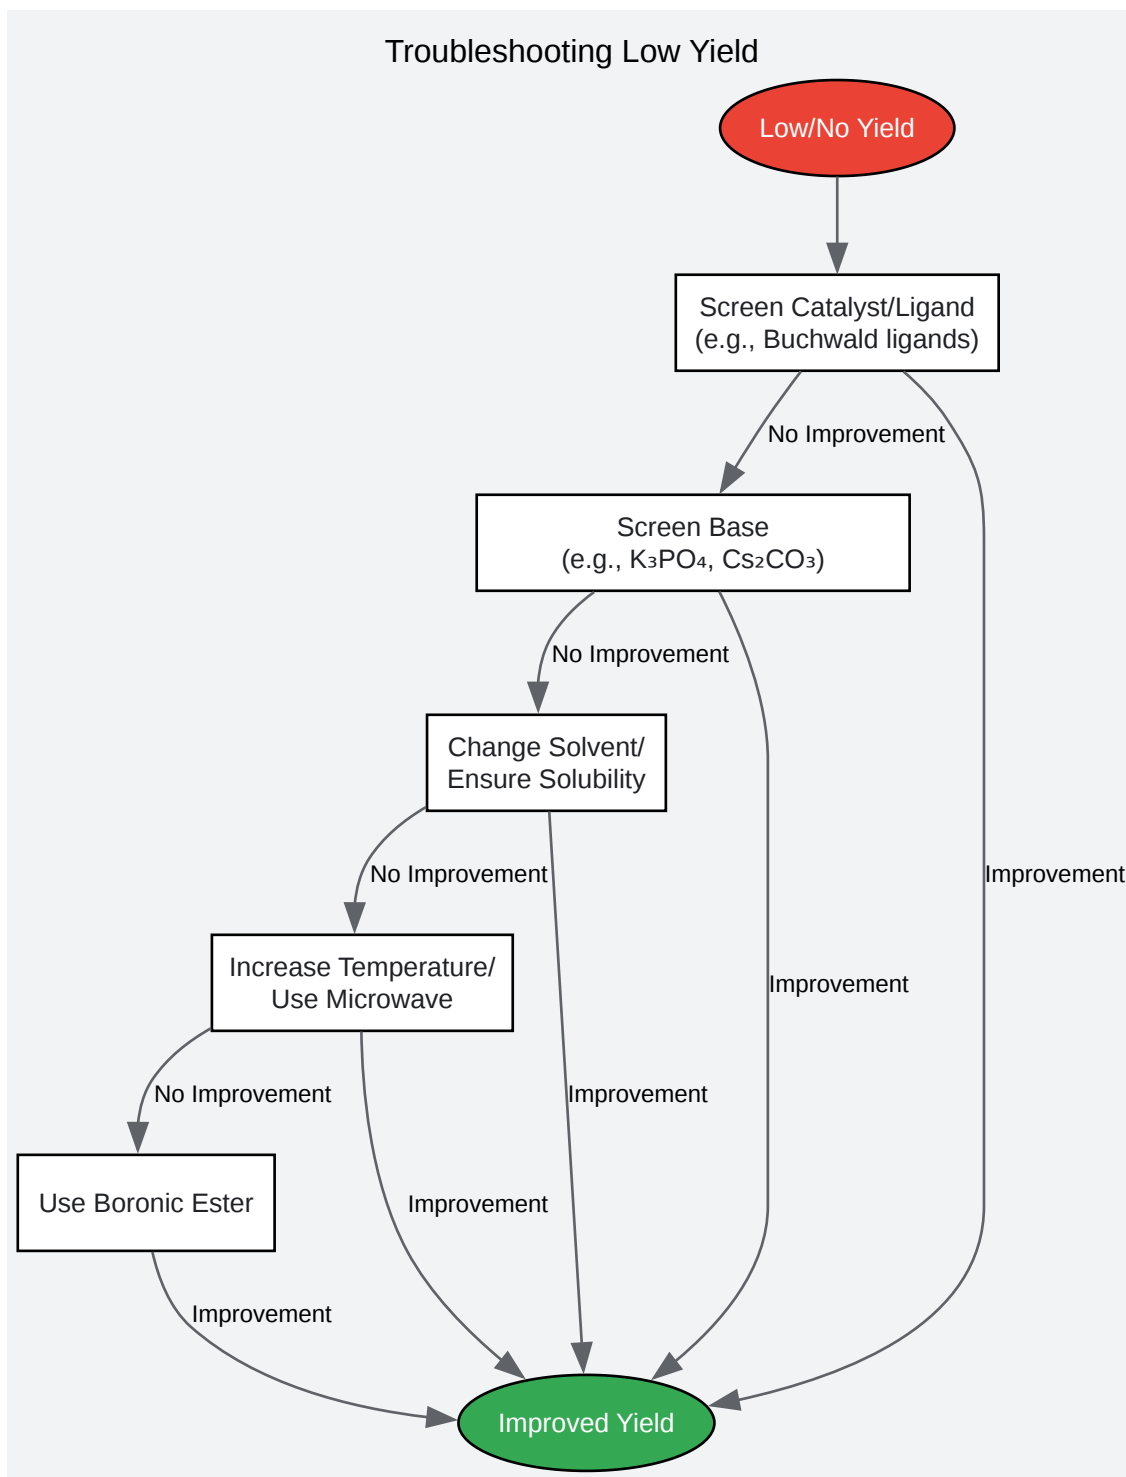 Troubleshooting Low Yield
Low/No Yield
Screen Catalyst/Ligand
(e.g., Buchwald ligands)
No Improvement
Screen Base
(e.g., K₃PO₄, Cs₂CO₃)
No Improvement
Change Solvent/
Ensure Solubility
No Improvement
Improvement
Increase Temperature/
Use Microwave
Improvement
No Improvement
Improvement
Use Boronic Ester
Improvement
Improvement
Improved Yield